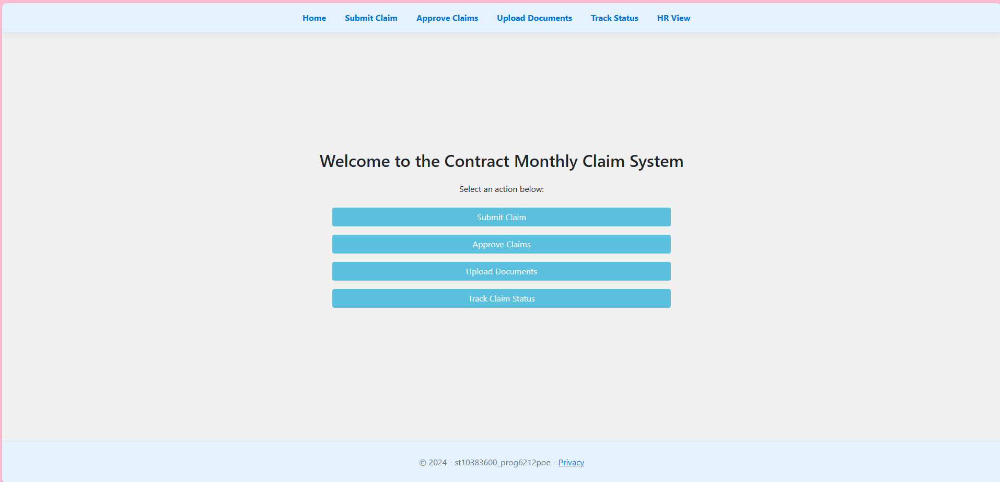 Home Submit Claim Approve Claims Upload Documents Track Status HR View
Welcome to the Contract Monthly Claim System
Select an action below:
Submit Claim
Approve Claims
Upload Documents
Track Claim Status
© 2024 - st10383600_prog6212poe - Privacy